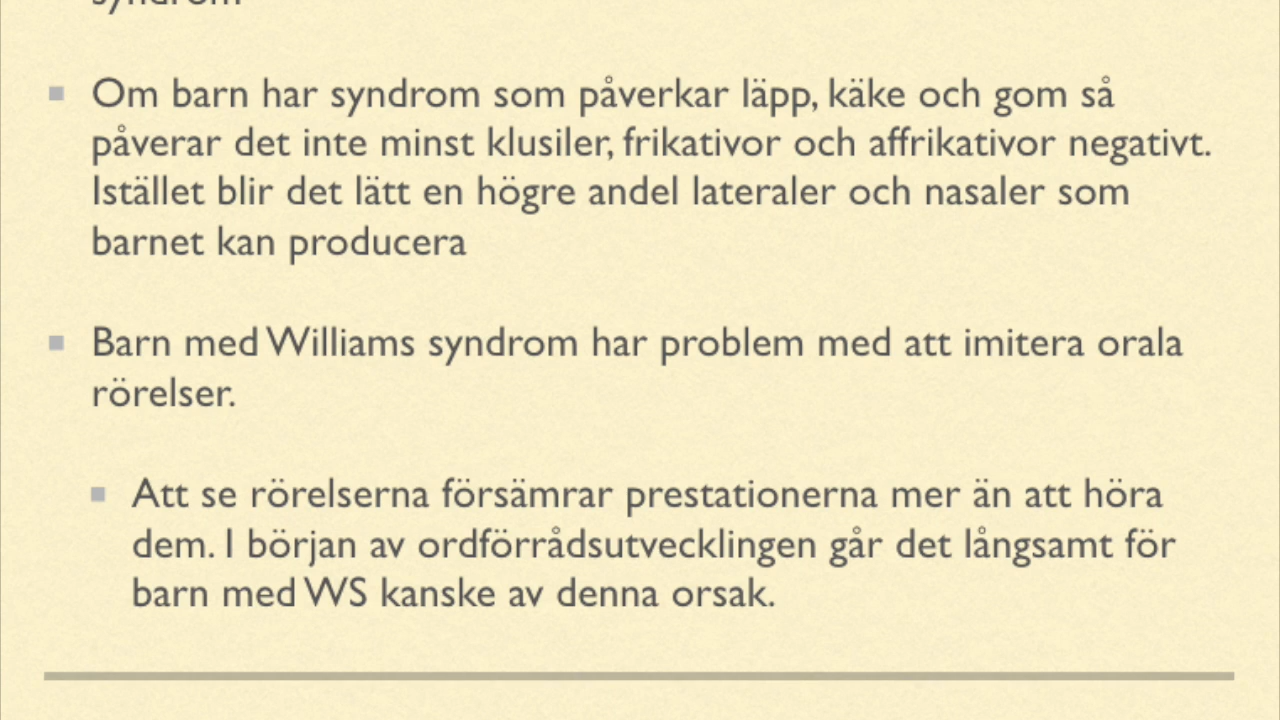 syndrom
Om barn har syndrom som påverkar läpp, käke och gom så
påverar det inte minst klusiler, frikativor och affrikativor negativt.
Istället blir det lätt en högre andel lateraler och nasaler som
barnet kan producera
Barn med Williams syndrom har problem med att imitera orala
rörelser.
Att se rörelserna försämrar prestationerna mer än att höra
dem. I början av ordförrådsutvecklingen går det långsamt för
barn med WS kanske av denna orsak.